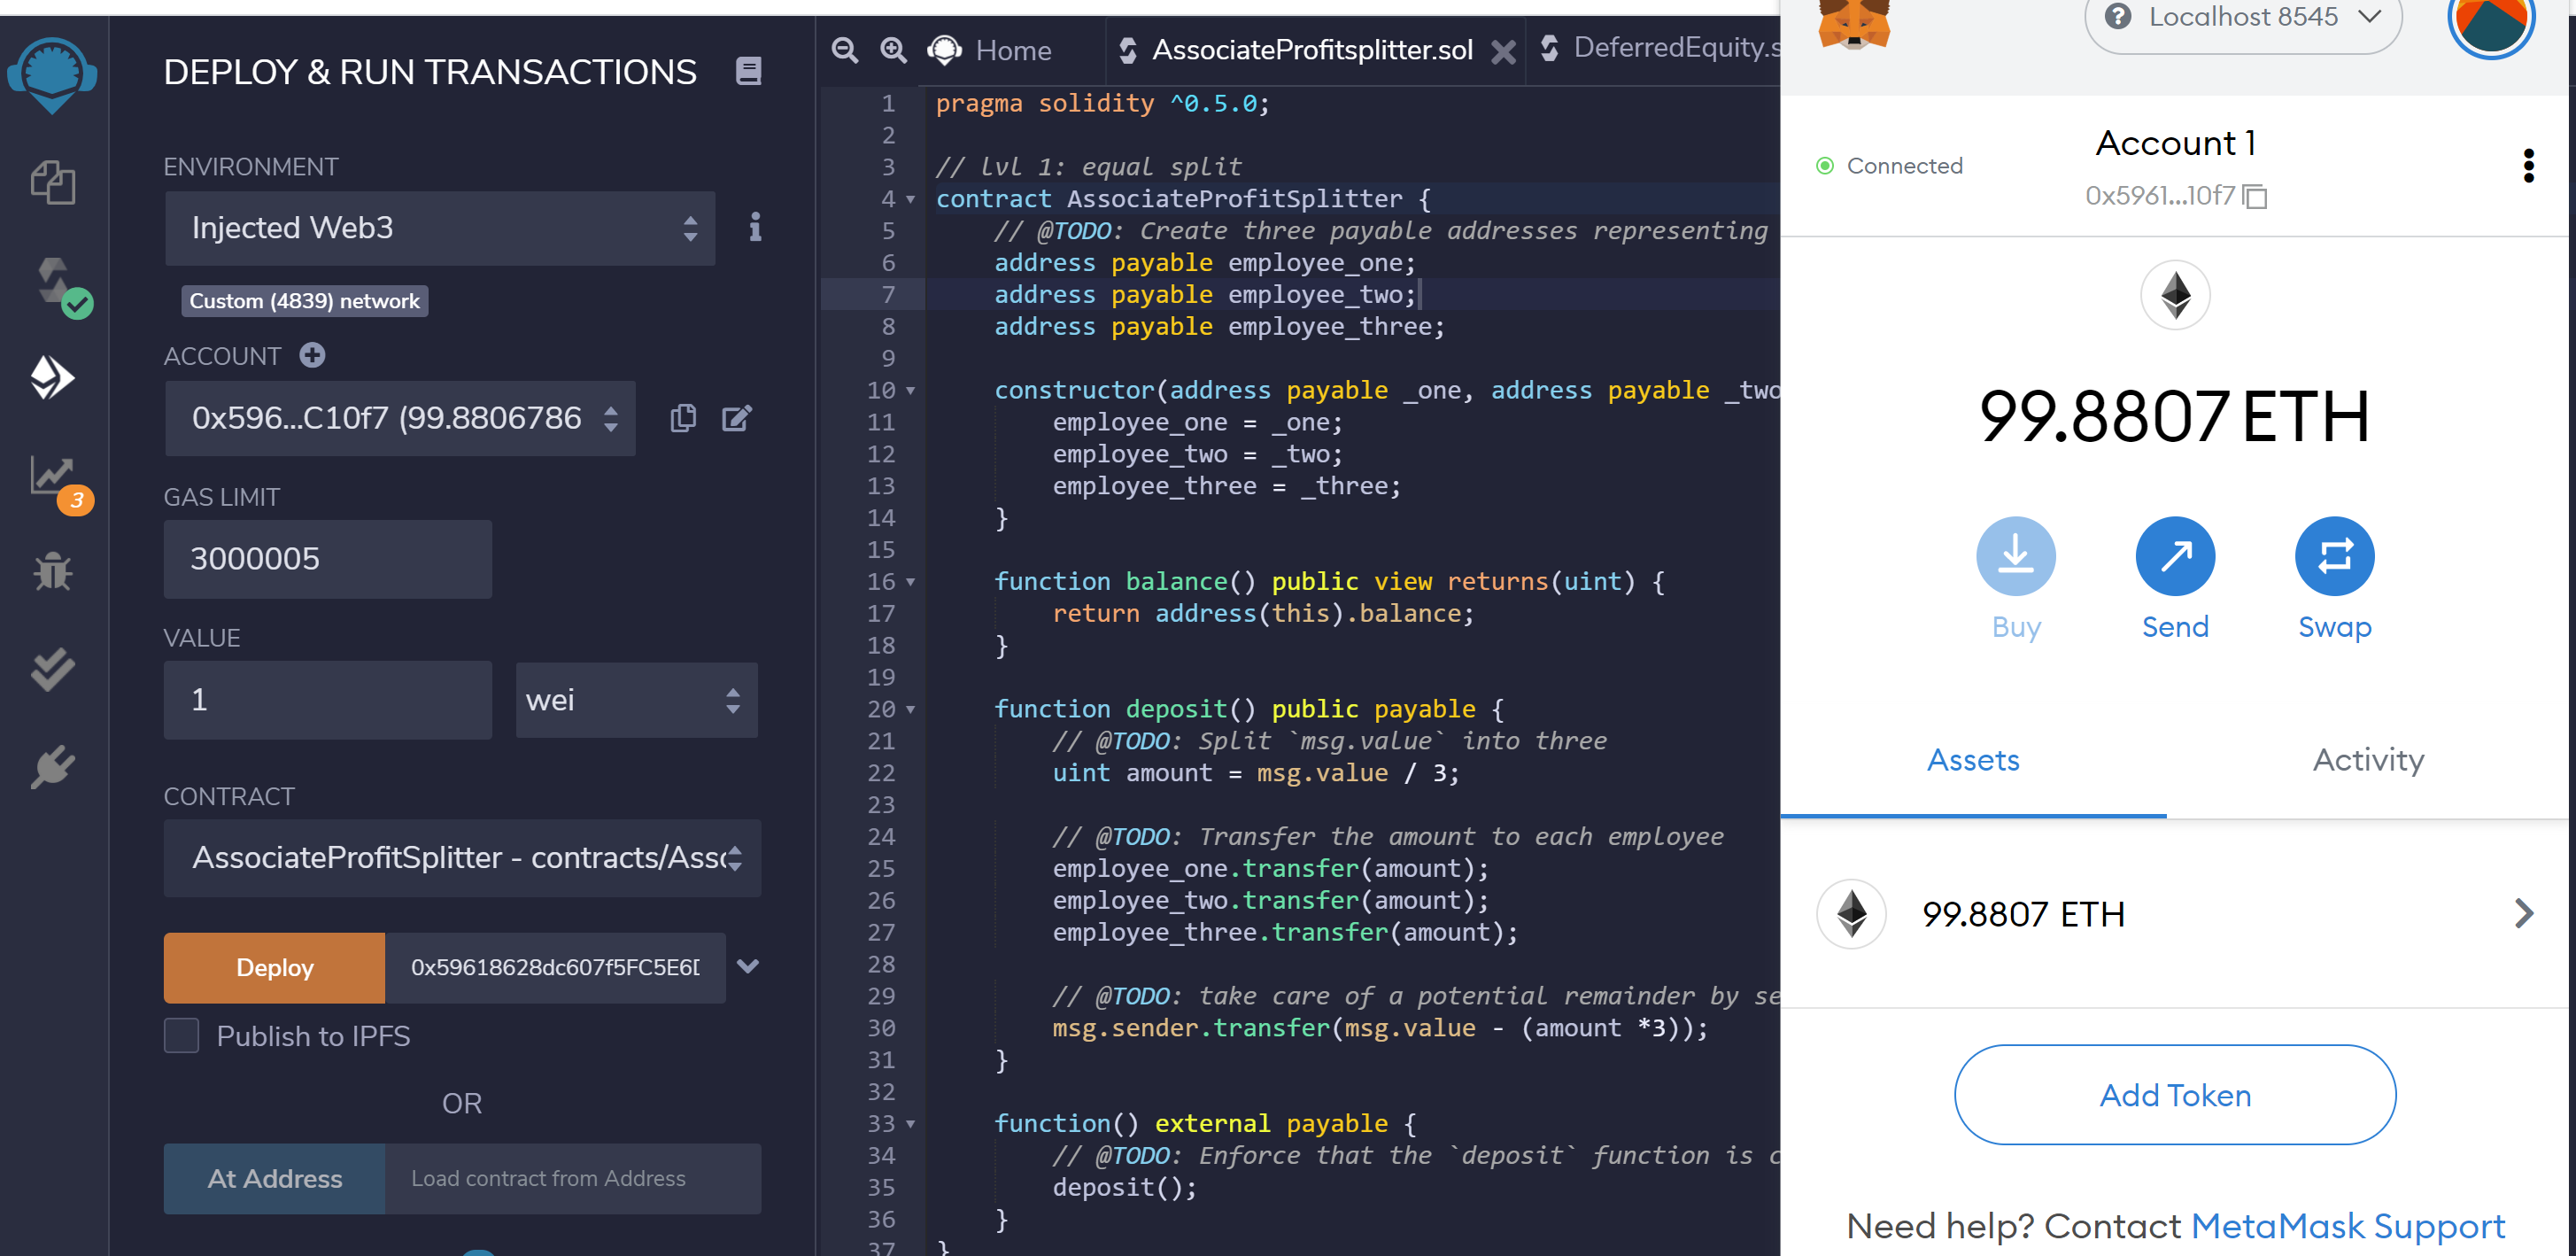 DEPLOY & RUN TRANSACTIONS
ENVIRONMENT
Injected Web3
Custom (4839) network
ACCOUNT
0x596...C10f7 (99.8806786
GAS LIMIT
3000005
VALUE
1
wei
CONTRACT
AssociateProfitSplitter - contracts/Assc
Deploy
0x59618628dc607f5FC5E6
Publish to IPFS
OR
At Address
Load contract from Address
3
Home
AssociateProfitsplitter.sol
DeferredEquity.s
1 pragma solidity ^0.5.0;
2
3 // lvl 1: equal split
4 contract AssociateProfitSplitter {
5 // @TODO: Create three payable addresses representing
6 address payable employee_one;
7 address payable employee_two;
8 address payable employee_three;
9
10 constructor(address payable _one, address payable _two
11 employee_one = _one;
12 employee_two = _two;
13 employee_three = _three;
14 }
15
16 function balance() public view returns(uint) {
17 return address(this).balance;
18 }
19
20 function deposit() public payable {
21 // @TODO: Split `msg.value` into three
22 uint amount = msg.value / 3;
23
24 // @TODO: Transfer the amount to each employee
25 employee_one.transfer(amount);
26 employee_two.transfer(amount);
27 employee_three.transfer(amount);
28
29 // @TODO: take care of a potential remainder by se
30 msg.sender.transfer(msg.value - (amount *3));
31 }
32
33 function() external payable {
34 // @TODO: Enforce that the `deposit` function is c
35 deposit();
36 }
37 }
Localhost 8545
Connected
Account 1
0x5961...10f7
99.8807 ETH
Buy
Send
Swap
Assets
Activity
99.8807 ETH
Add Token
Need help? Contact MetaMask Support